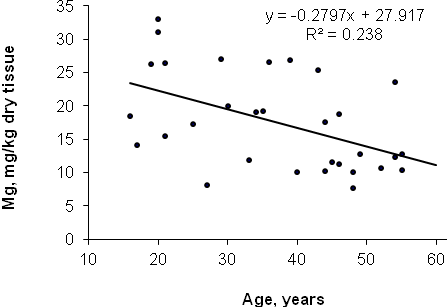 35
30
25
20
15
10
5
0
Mg, mg/kg dry tissue
y = -0.2797x + 27.917
R² = 0.238
10 20 30 40 50 60
Age, years